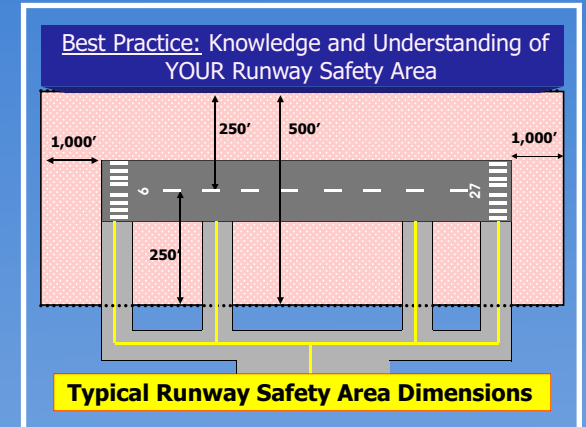 Best Practice: Knowledge and Understanding of
YOUR Runway Safety Area
250’ 500’
1,000’ 1,000’
9 27
250’
Typical Runway Safety Area Dimensions